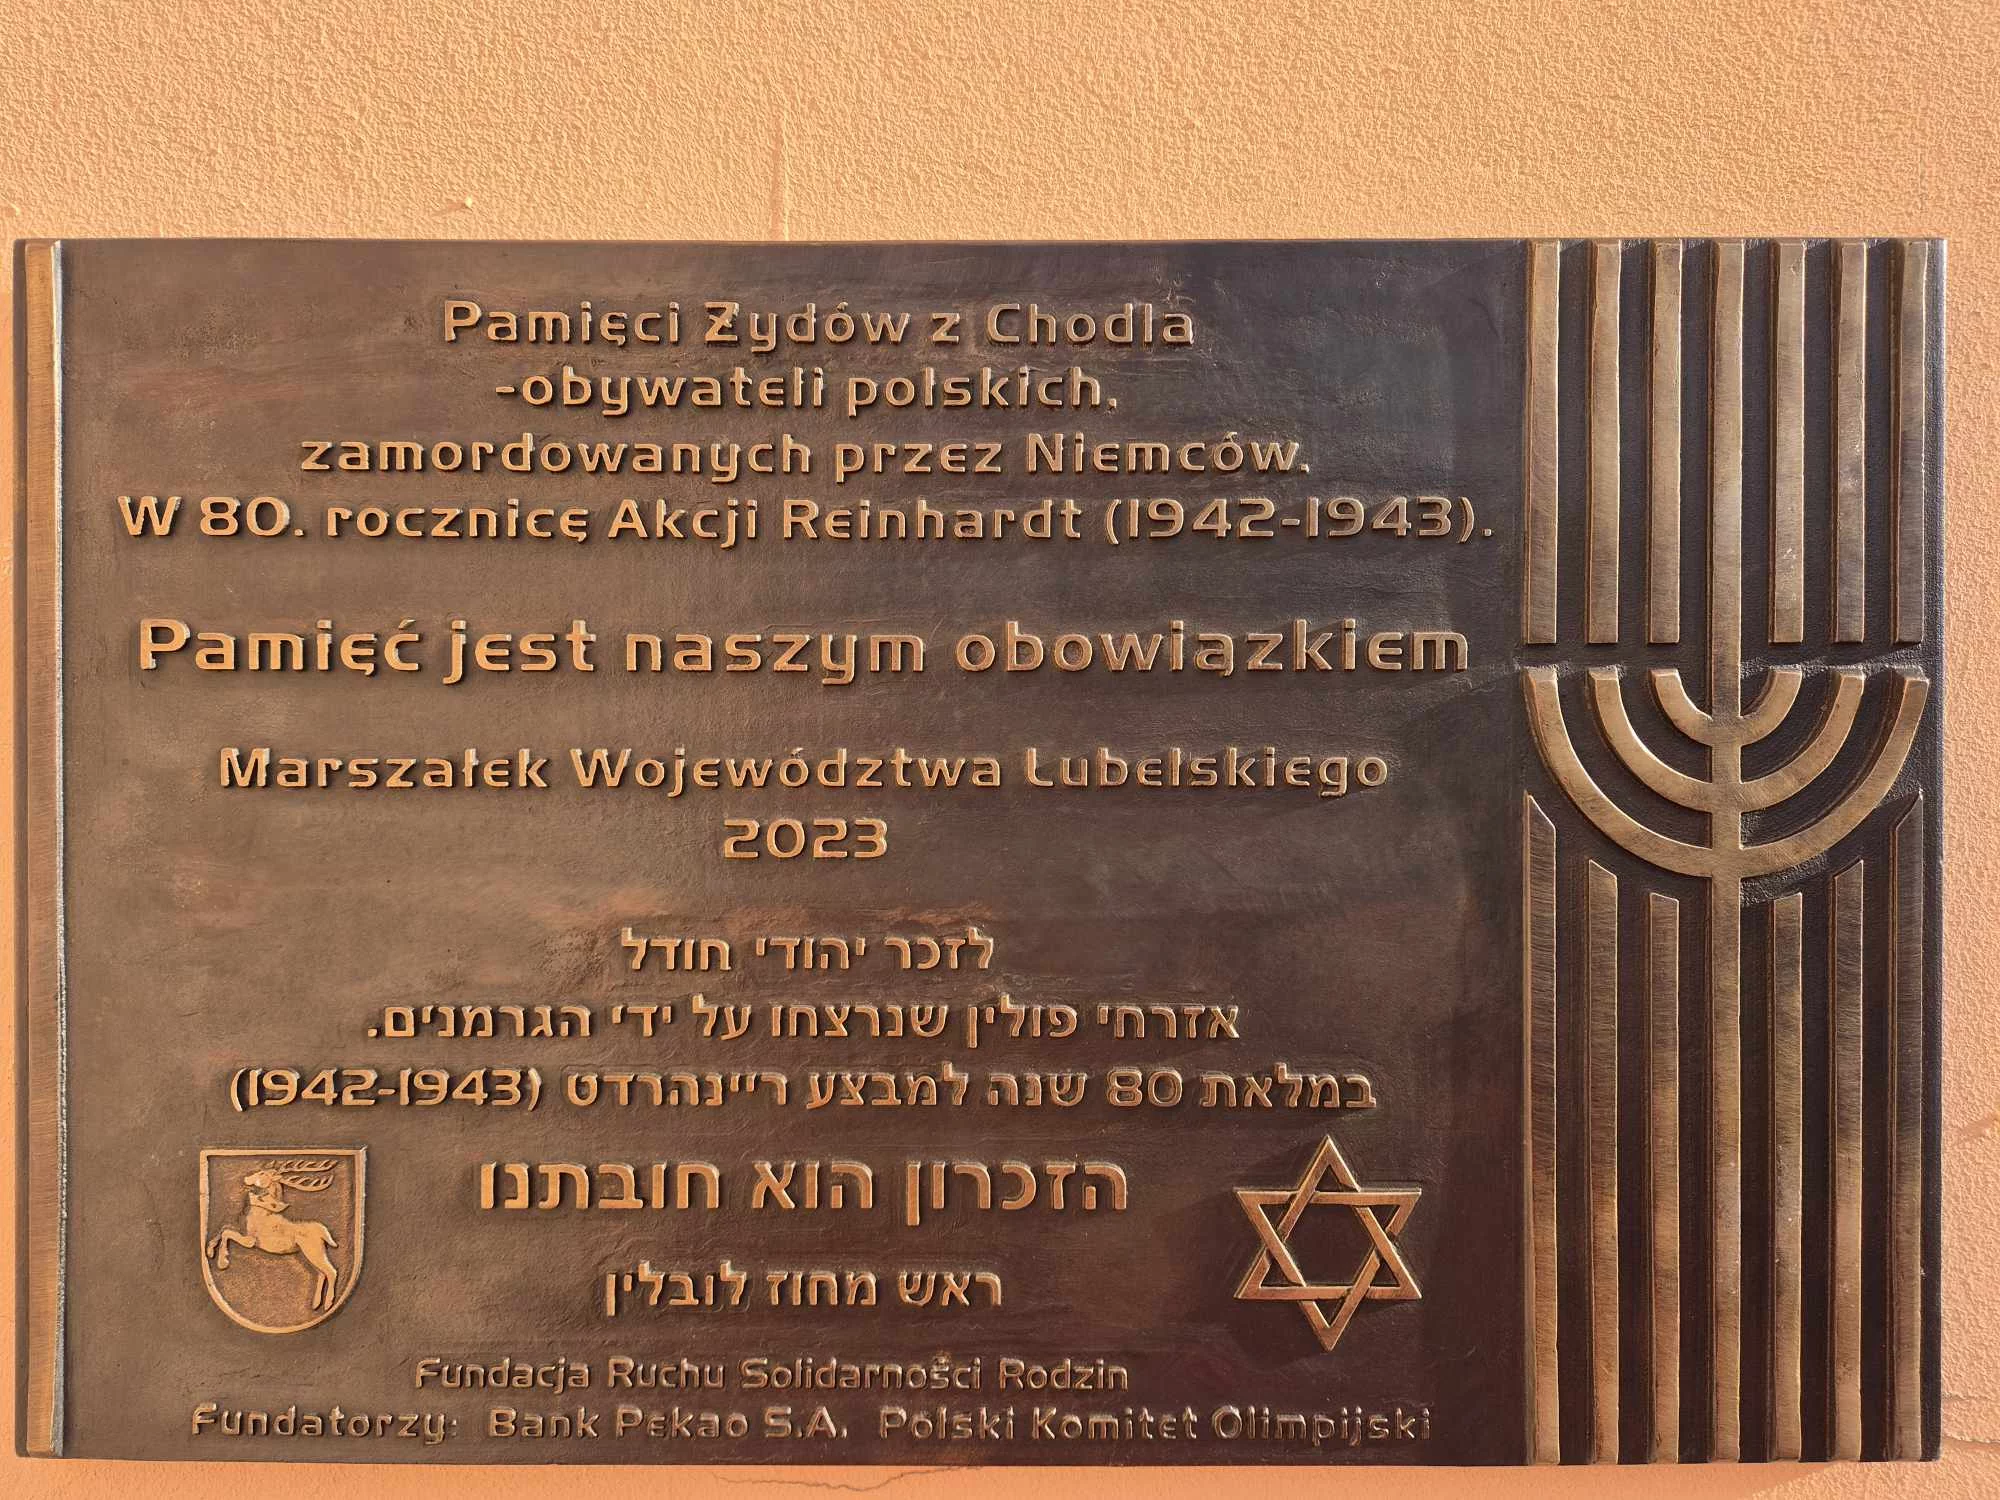 Pamięci Żydów z Chodla
-obywateli polskich,
zamordowanych przez Niemców.
W 80. rocznicę Akcji Reinhardt (1942-1943).
Pamięć jest naszym obowiązkiem
Marszałek Województwa Lubelskiego
2023
לזכר יהודי חודל
אזרחי פולין שנרצחו על ידי הגרמנים.
במלאת 80 שנה למבצע ריינהרדט (1942-1943)
הזכרון הוא חובתנו
ראש מחוז לובלין
Fundacja Ruchu Solidarności Rodzin
Fundatorzy: Bank Pekao S.A. Polski Komitet Olimpijski